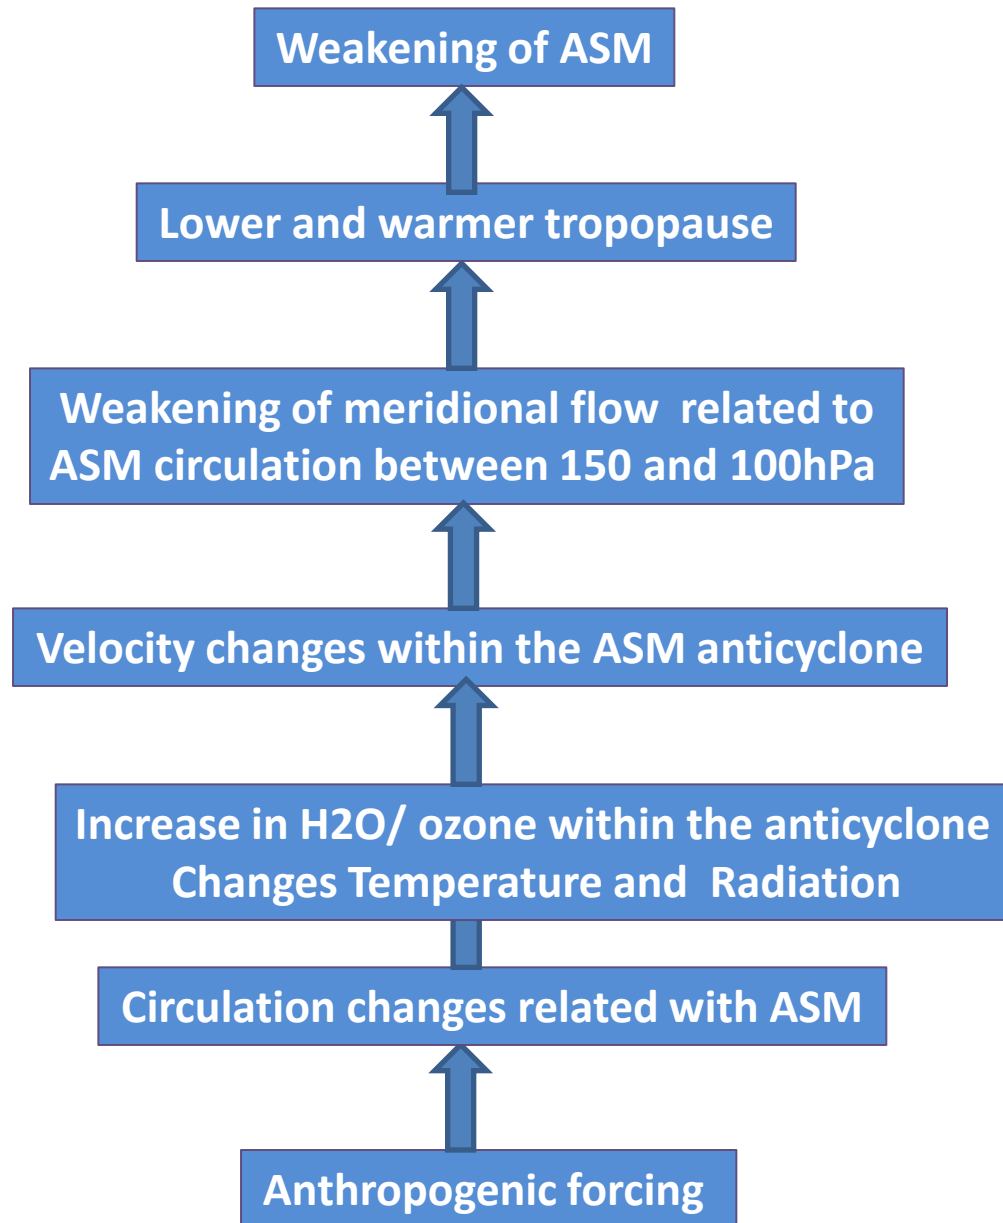 Weakening of ASM
Lower and warmer tropopause
Weakening of meridional flow related to
ASM circulation between 150 and 100hPa
Velocity changes within the ASM anticyclone
Increase in H2O/ ozone within the anticyclone
Changes Temperature and Radiation
Circulation changes related with ASM
Anthropogenic forcing